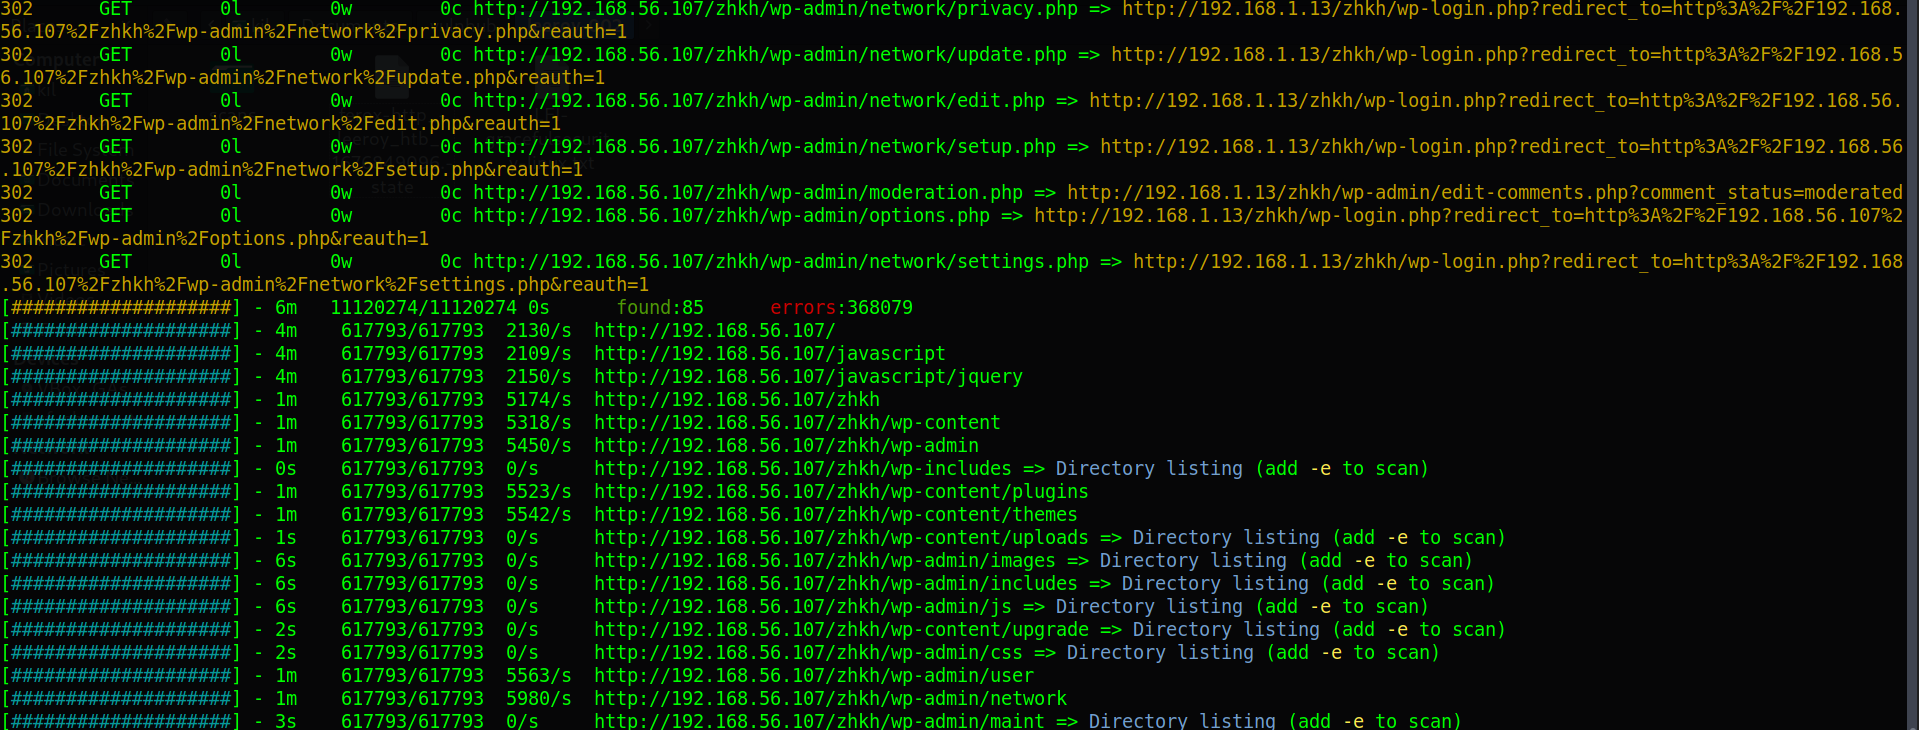 302      GET        0l        0w        0c http://192.168.56.107/zhkh/wp-admin/network/privacy.php => http://192.168.1.13/zhkh/wp-login.php?redirect_to=http%3A%2F%2F192.168.
56.107%2Fzhkh%2Fwp-admin%2Fnetwork%2Fprivacy.php&reauth=1
302      GET        0l        0w        0c http://192.168.56.107/zhkh/wp-admin/network/update.php => http://192.168.1.13/zhkh/wp-login.php?redirect_to=http%3A%2F%2F192.168.5
6.107%2Fzhkh%2Fwp-admin%2Fnetwork%2Fupdate.php&reauth=1
302      GET        0l        0w        0c http://192.168.56.107/zhkh/wp-admin/network/edit.php => http://192.168.1.13/zhkh/wp-login.php?redirect_to=http%3A%2F%2F192.168.56.
107%2Fzhkh%2Fwp-admin%2Fnetwork%2Fedit.php&reauth=1
302      GET        0l        0w        0c http://192.168.56.107/zhkh/wp-admin/network/setup.php => http://192.168.1.13/zhkh/wp-login.php?redirect_to=http%3A%2F%2F192.168.56
.107%2Fzhkh%2Fwp-admin%2Fnetwork%2Fsetup.php&reauth=1
302      GET        0l        0w        0c http://192.168.56.107/zhkh/wp-admin/moderation.php => http://192.168.1.13/zhkh/wp-admin/edit-comments.php?comment_status=moderated
302      GET        0l        0w        0c http://192.168.56.107/zhkh/wp-admin/options.php => http://192.168.1.13/zhkh/wp-login.php?redirect_to=http%3A%2F%2F192.168.56.107%2
Fzhkh%2Fwp-admin%2Foptions.php&reauth=1
302      GET        0l        0w        0c http://192.168.56.107/zhkh/wp-admin/network/settings.php => http://192.168.1.13/zhkh/wp-login.php?redirect_to=http%3A%2F%2F192.168
.56.107%2Fzhkh%2Fwp-admin%2Fnetwork%2Fsettings.php&reauth=1
[####################] - 6m   11120274/11120274 0s      found:85      errors:368079
[####################] - 4m    617793/617793  2130/s  http://192.168.56.107/
[####################] - 4m    617793/617793  2109/s  http://192.168.56.107/javascript
[####################] - 4m    617793/617793  2150/s  http://192.168.56.107/javascript/jquery
[####################] - 1m    617793/617793  5174/s  http://192.168.56.107/zhkh
[####################] - 1m    617793/617793  5318/s  http://192.168.56.107/zhkh/wp-content
[####################] - 1m    617793/617793  5450/s  http://192.168.56.107/zhkh/wp-admin
[####################] - 0s    617793/617793  0/s     http://192.168.56.107/zhkh/wp-includes => Directory listing (add -e to scan)
[####################] - 1m    617793/617793  5523/s  http://192.168.56.107/zhkh/wp-content/plugins
[####################] - 1m    617793/617793  5542/s  http://192.168.56.107/zhkh/wp-content/themes
[####################] - 1s    617793/617793  0/s     http://192.168.56.107/zhkh/wp-content/uploads => Directory listing (add -e to scan)
[####################] - 6s    617793/617793  0/s     http://192.168.56.107/zhkh/wp-admin/images => Directory listing (add -e to scan)
[####################] - 6s    617793/617793  0/s     http://192.168.56.107/zhkh/wp-admin/includes => Directory listing (add -e to scan)
[####################] - 6s    617793/617793  0/s     http://192.168.56.107/zhkh/wp-admin/js => Directory listing (add -e to scan)
[####################] - 2s    617793/617793  0/s     http://192.168.56.107/zhkh/wp-content/upgrade => Directory listing (add -e to scan)
[####################] - 2s    617793/617793  0/s     http://192.168.56.107/zhkh/wp-admin/css => Directory listing (add -e to scan)
[####################] - 1m    617793/617793  5563/s  http://192.168.56.107/zhkh/wp-admin/user
[####################] - 1m    617793/617793  5980/s  http://192.168.56.107/zhkh/wp-admin/network
[####################] - 3s    617793/617793  0/s     http://192.168.56.107/zhkh/wp-admin/maint => Directory listing (add -e to scan)